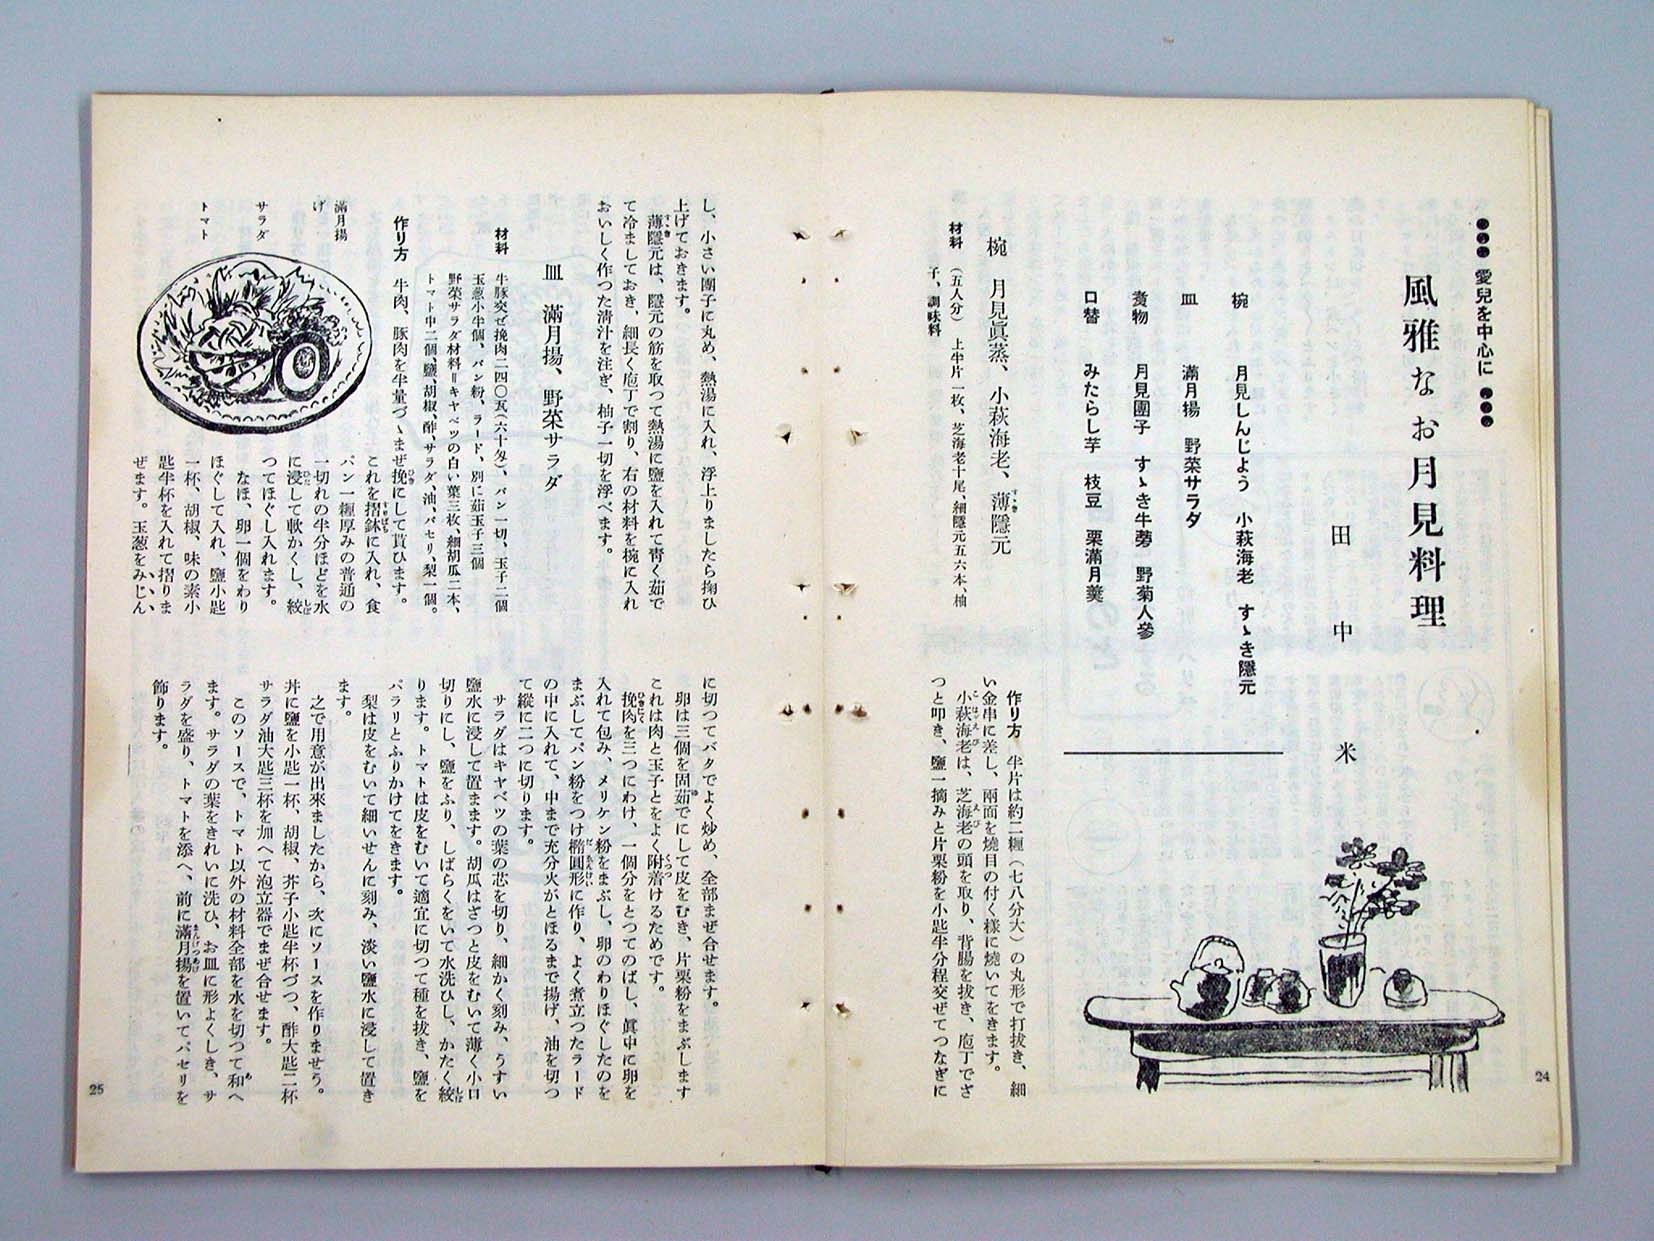 愛兒を中心に
風雅なお月見料理
田中米
椀 月見しんじよう 小萩海老 すゝき隱元
皿 滿月揚 野菜サラダ
煑物 月見團子 すゝき牛蒡 野菊人參
口替 みたらし芋 枝豆 栗滿月羹
椀 月見眞蒸、小萩海老、薄隱元
材料 (五人分) 上半片一枚、芝海老十尾、細隱元五六本、柚
子、調味料
作り方 半片は約二糎(七八分大)の丸形で打拔き、細
い金串に差し、兩面を燒目の付く樣に燒いてをきます。
小萩海老は、芝海老の頭を取り、背腸を拔き、庖丁でざ
つと叩き、鹽一摘みと片栗粉を小匙半分程交ぜてつなぎに
24
し、小さい團子に丸め、熱湯に入れ、浮上りましたら掬ひ
上げておきます。
薄隱元は、隱元の筋を取つて熱湯に鹽を入れて靑く茹で
て冷ましておき、細長く庖丁で割り、右の材料を椀に入れ
おいしく作つた淸汁を注ぎ、柚子一切を浮べます。
皿 滿月揚、野菜サラダ
材料 牛豚交ぜ挽肉二四〇瓦(六十匁)、パン一切、玉子二個
玉葱小半個、パン粉、ラード、別に茹玉子三個
野菜サラダ材料=キヤベツの白い葉三枚、細胡瓜二本、
トマト中二個、鹽、胡椒、酢、サラダ油、パセリ、梨一個。
作り方 牛肉、豚肉を半量づゝまぜ挽にして貰ひます。
これを摺鉢に入れ、食
パン一糎厚みの普通の
一切れの半分ほどを水
に浸して軟かくし、絞
つてほぐし入れます。
なほ、卵一個をわり
ほぐして入れ、鹽小匙
一杯、胡椒、味の素小
匙半杯を入れて摺りま
ぜます。玉葱をみじん
滿月揚
げ
サラダ
トマト
に切つてバタでよく炒め、全部まぜ合せます。
卵は三個を固茹でにして皮をむき、片栗粉をまぶします
これは肉と玉子とをよく附着けるためです。
挽肉を三つにわけ、一個分をとつてのばし、眞中に卵を
入れて包み、メリケン粉をまぶし、卵のわりほぐしたのを
まぶしてパン粉をつけ橢圓形に作り、よく煮立つたラード
の中に入れて、中まで充分火がとほるまで揚げ、油を切つ
て縱に二つに切ります。
サラダはキヤベツの葉の芯を切り、細かく刻み、うすい
鹽水に浸して置きます。胡瓜はざつと皮をむいて薄く小口
切りにし、鹽をふり、しばらくをいて水洗ひし、かたく絞
ります。トマトは皮をむいて適宜に切つて種を拔き、鹽を
パラリとふりかけてをきます。
梨は皮をむいて細いせんに刻み、淡い鹽水に浸して置き
ます。
之で用意が出來ましたから、次にソースを作りませう。
丼に鹽を小匙一杯、胡椒、芥子小匙半杯づつ、酢大匙二杯
サラダ油大匙三杯を加へて泡立器でまぜ合せます。
このソースで、トマト以外の材料全部を水を切つて和へ
ます。サラダの葉をきれいに洗ひ、お皿に形よくしき、サ
ラダを盛り、トマトを添へ、前に滿月揚を置いてパセリを
飾ります。
25